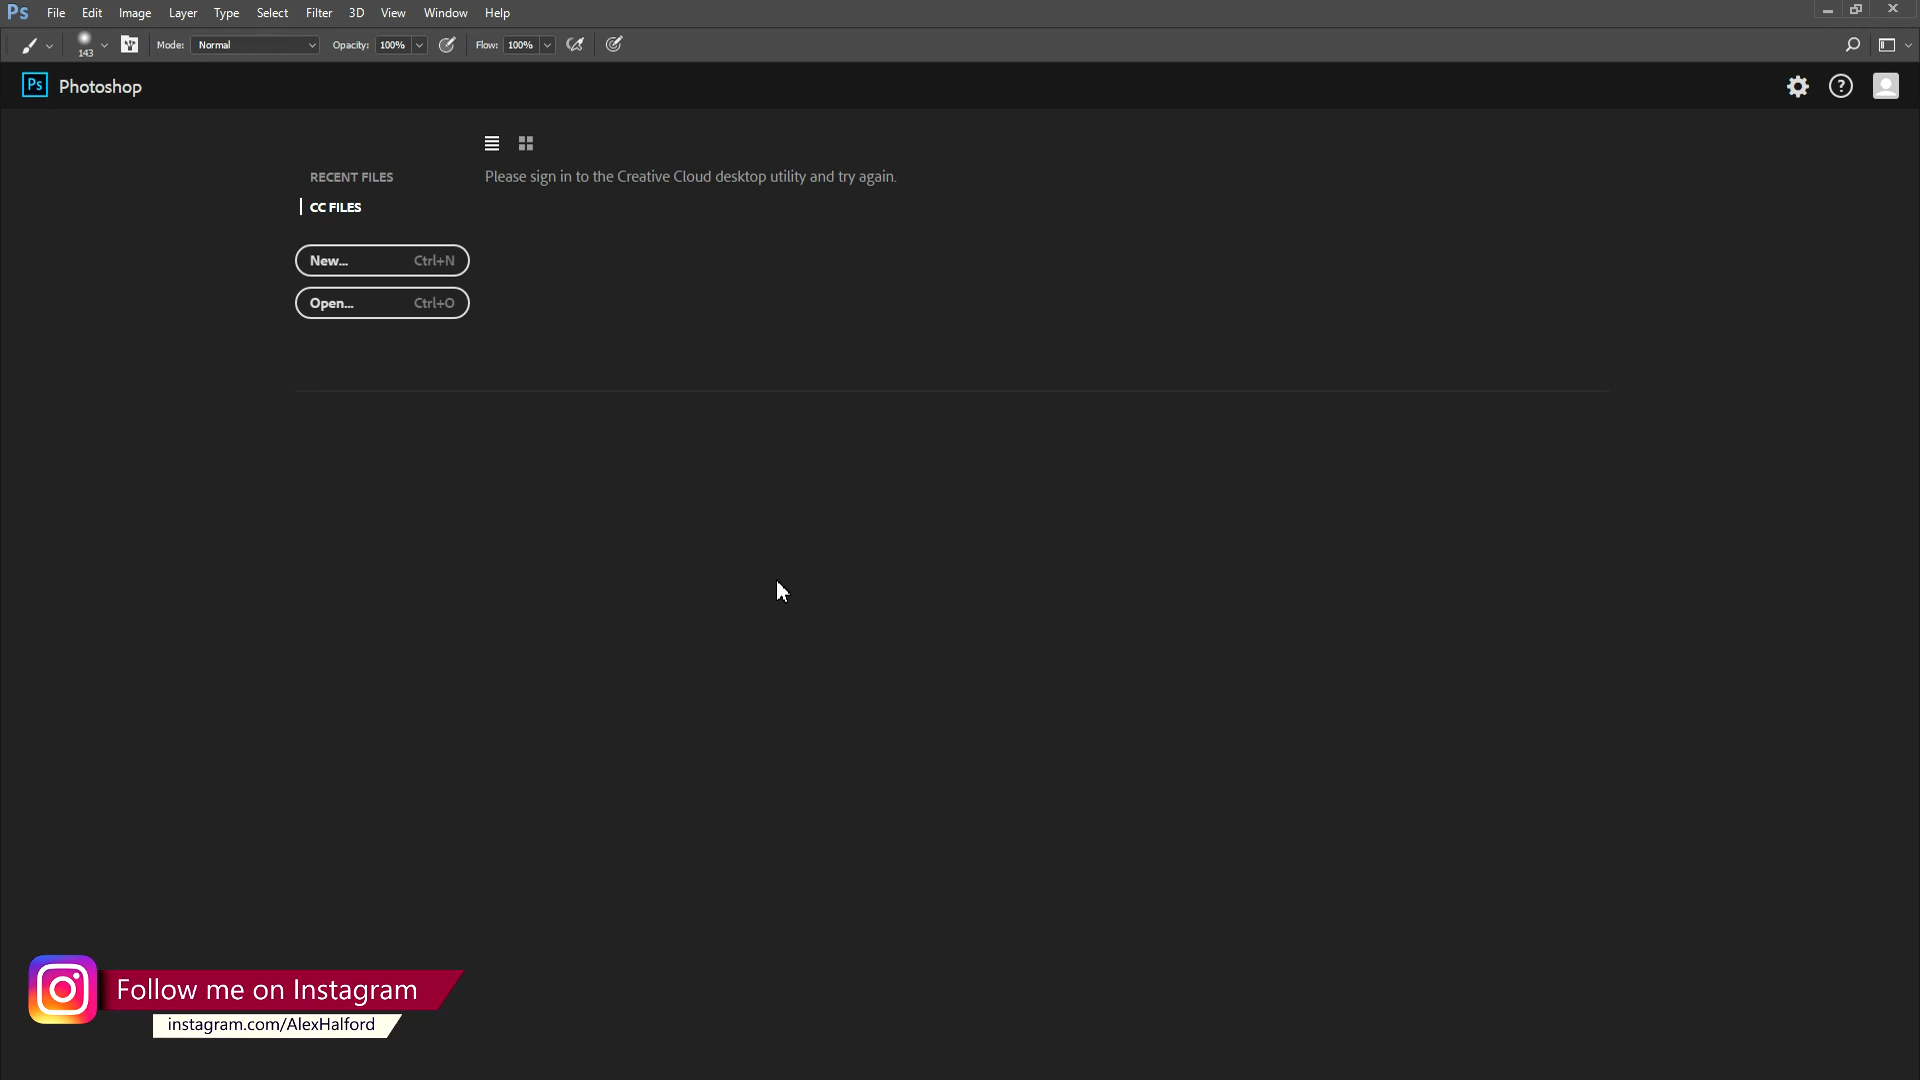 Ps File Edit Image Layer Type Select Filter 3D View Window Help
143 Mode: Normal Opacity: 100% Flow: 100%
Ps Photoshop ?
RECENT FILES Please sign in to the Creative Cloud desktop utility and try again.
CC FILES
New... Ctrl+N
Open... Ctrl+O
Follow me on Instagram
instagram.com/AlexHalford